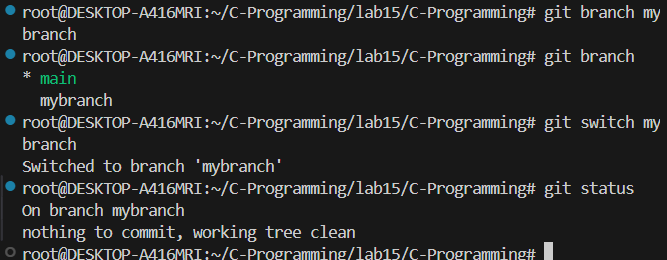 root@DESKTOP-A416MRI:~/C-Programming/lab15/C-Programming# git branch my
branch
root@DESKTOP-A416MRI:~/C-Programming/lab15/C-Programming# git branch
* main
  mybranch
root@DESKTOP-A416MRI:~/C-Programming/lab15/C-Programming# git switch my
branch
Switched to branch 'mybranch'
root@DESKTOP-A416MRI:~/C-Programming/lab15/C-Programming# git status
On branch mybranch
nothing to commit, working tree clean
root@DESKTOP-A416MRI:~/C-Programming/lab15/C-Programming#